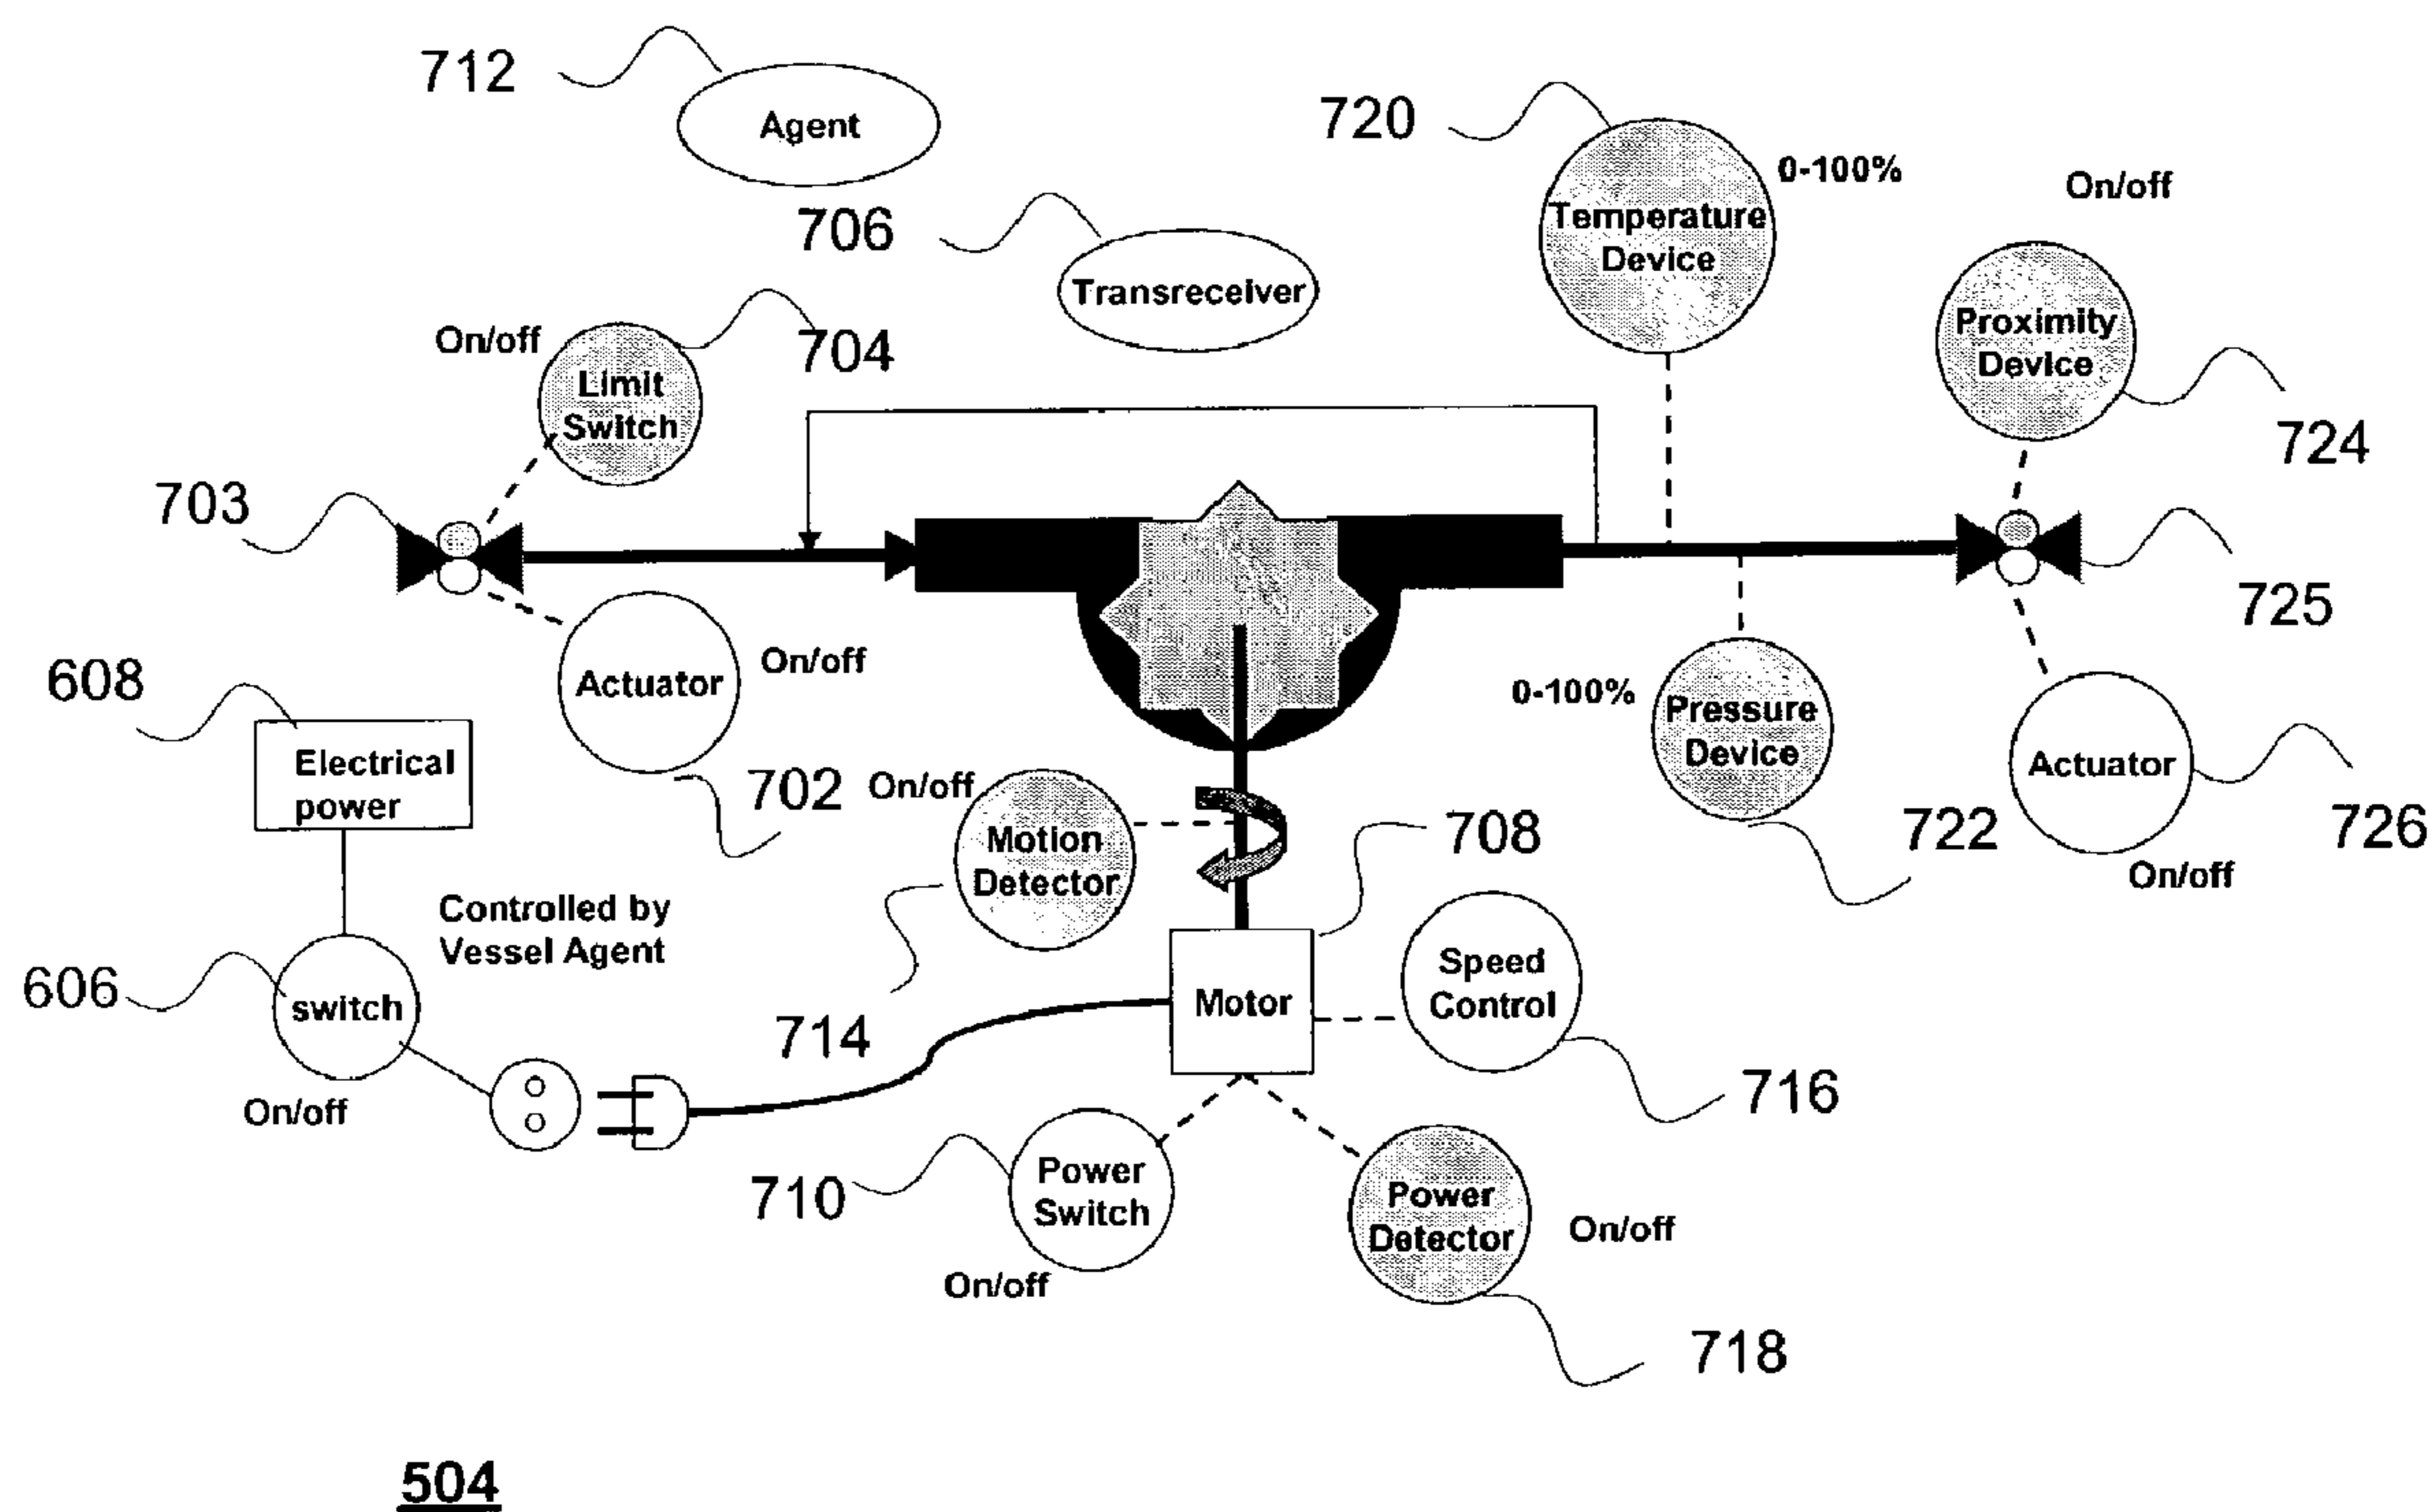 712
Agent
720
0-100%
On/off
706
Temperature
Device
Transreceiver
On/off
704
Limit
Switch
Proximity
Device
724
703
725
608
Actuator
On/off
0-100%
Pressure
Device
Electrical
power
702
On/off
Motion
Detector
708
722
Actuator
726
On/off
Controlled by
Vessel Agent
606
switch
On/off
714
Motor
Speed
Control
716
710
Power
Switch
On/off
Power
Detector
On/off
718
504